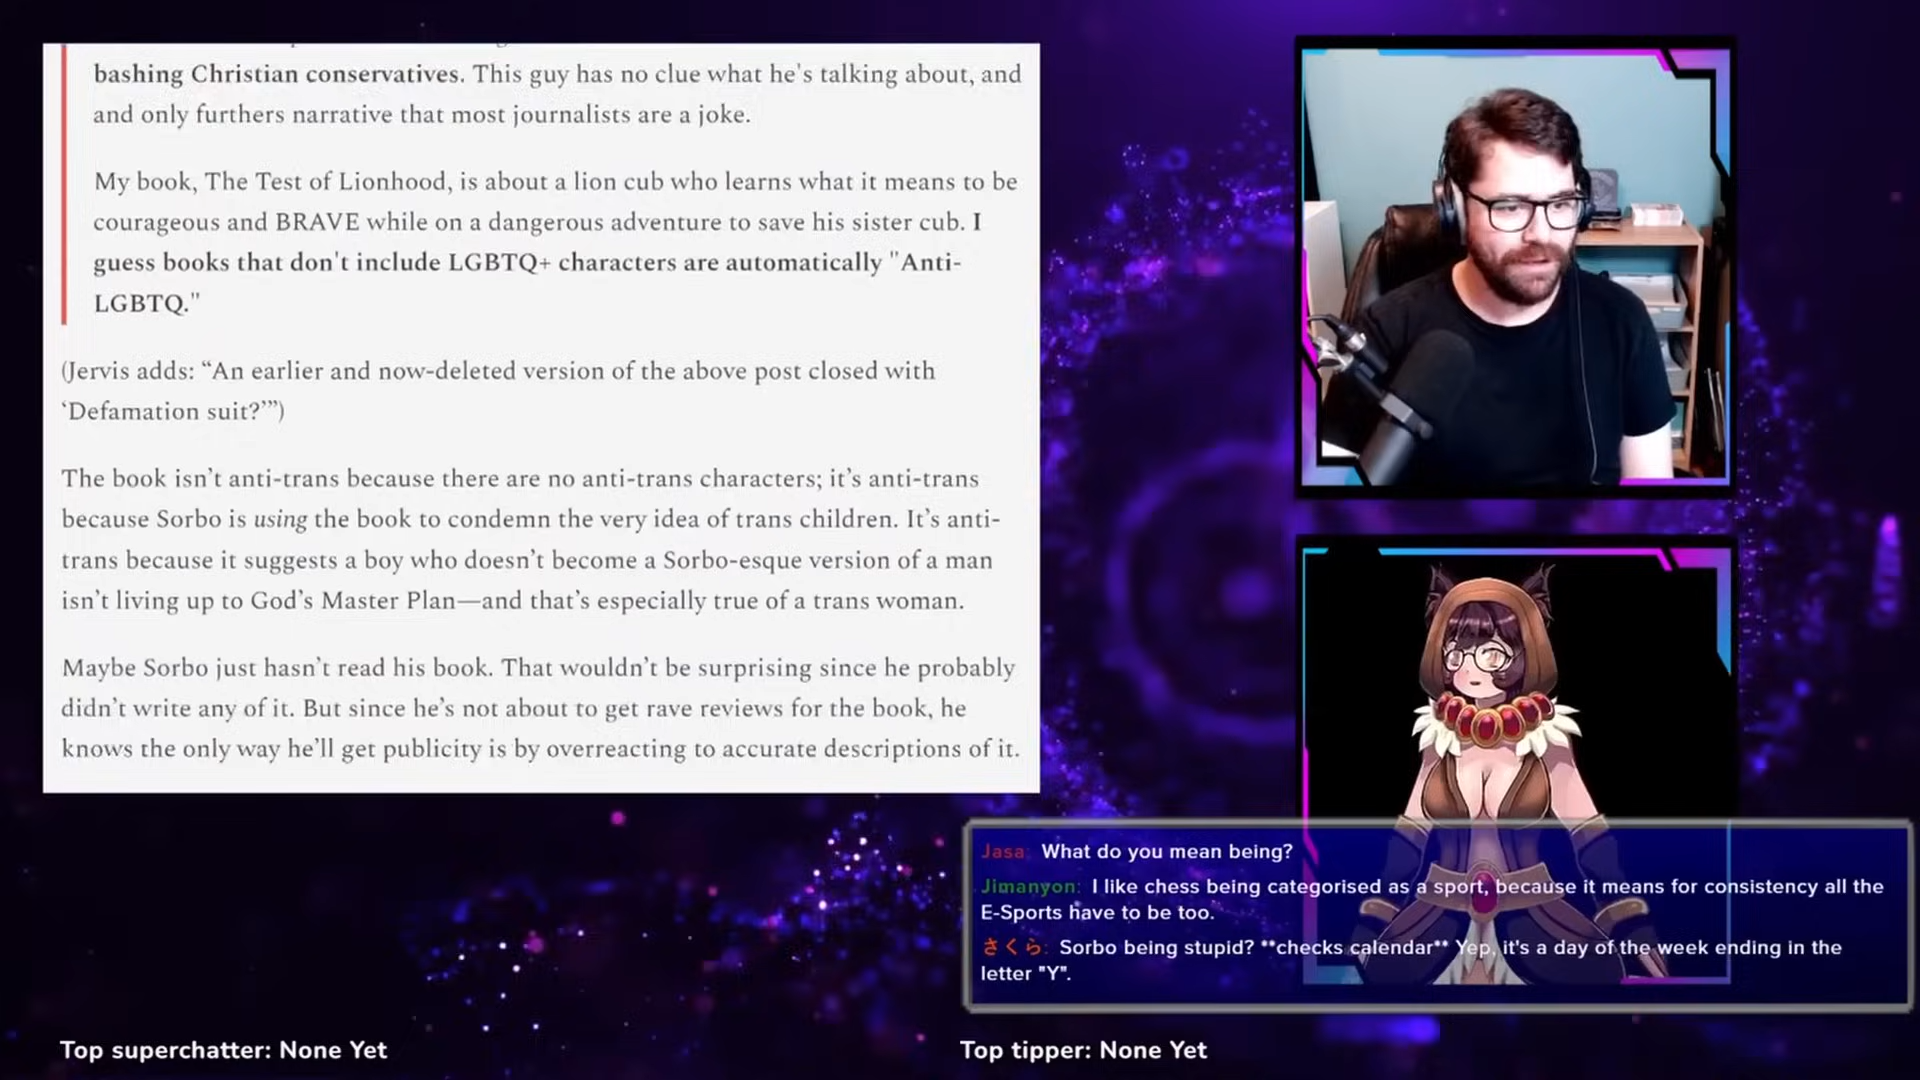 bashing Christian conservatives. This guy has no clue what he's talking about, and
and only furthers narrative that most journalists are a joke.
My book, The Test of Lionhood, is about a lion cub who learns what it means to be
courageous and BRAVE while on a dangerous adventure to save his sister cub. I
guess books that don't include LGBTQ+ characters are automatically "Anti-
LGBTQ."
(Jervis adds: “An earlier and now-deleted version of the above post closed with
‘Defamation suit?’”)
The book isn’t anti-trans because there are no anti-trans characters; it’s anti-trans
because Sorbo is using the book to condemn the very idea of trans children. It’s anti-
trans because it suggests a boy who doesn’t become a Sorbo-esque version of a man
isn’t living up to God’s Master Plan—and that’s especially true of a trans woman.
Maybe Sorbo just hasn’t read his book. That wouldn’t be surprising since he probably
didn’t write any of it. But since he’s not about to get rave reviews for the book, he
knows the only way he’ll get publicity is by overreacting to accurate descriptions of it.
Jasa: What do you mean being?
Jimanyon: I like chess being categorised as a sport, because it means for consistency all the
E-Sports have to be too.
さくら: Sorbo being stupid? **checks calendar** Yep, it's a day of the week ending in the
letter "Y".
Top superchatter: None Yet
Top tipper: None Yet